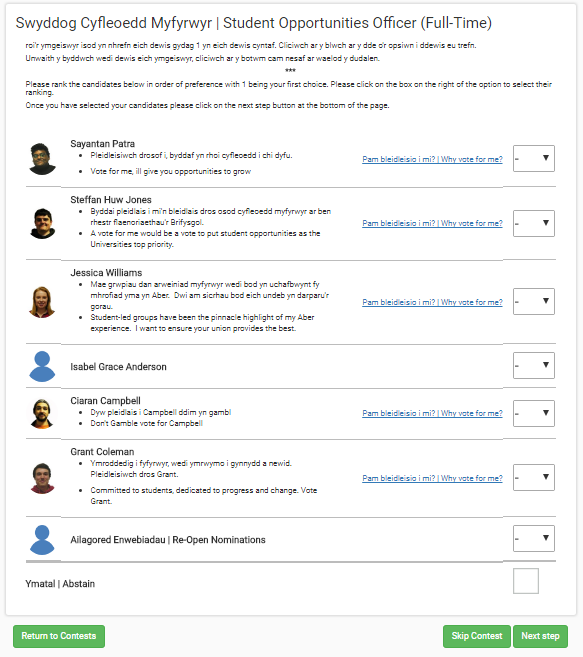 Swyddog Cyfleoedd Myfyrwyr | Student Opportunities Officer (Full-Time)
roi'r ymgeiswyr isod yn nhrefn eich dewis gydag 1 yn eich dewis cyntaf. Cliciwch ar y blwch ar y dde o'r opsiwn i ddewis eu trefn.
Unwaith y byddwch wedi dewis eich ymgeiswyr, cliciwch ar y botwm cam nesaf ar waelod y dudalen.
***
Please rank the candidates below in order of preference with 1 being your first choice. Please click on the box on the right of the option to select their
ranking.
Once you have selected your candidates please click on the next step button at the bottom of the page.
Sayantan Patra
• Pleidleisiwch drosof i, byddaf yn rhoi cyfleoedd i chi dyfu.
• Vote for me, ill give you opportunities to grow
Pam bleidleisio i mi? | Why vote for me?
-
Steffan Huw Jones
• Byddai pleidlais i mi'n bleidlais dros osod cyfleoedd myfyrwyr ar ben
rhestr flaenoriaethau'r Brifysgol.
• A vote for me would be a vote to put student opportunities as the
Universities top priority.
Pam bleidleisio i mi? | Why vote for me?
-
Jessica Williams
• Mae grwpiau dan arweiniad myfyrwyr wedi bod yn uchafbwynt fy
mhrofiad yma yn Aber. Dwi am sicrhau bod eich undeb yn darparu'r
gorau.
• Student-led groups have been the pinnacle highlight of my Aber
experience. I want to ensure your union provides the best.
Pam bleidleisio i mi? | Why vote for me?
-
Isabel Grace Anderson
-
Ciaran Campbell
• Dyw pleidlais i Campbell ddim yn gambl
• Don't Gamble vote for Campbell
Pam bleidleisio i mi? | Why vote for me?
-
Grant Coleman
• Ymroddedig i fyfyrwyr, wedi ymrwymo i gynnydd a newid.
Pleidleisiwch dros Grant.
• Committed to students, dedicated to progress and change. Vote
Grant.
Pam bleidleisio i mi? | Why vote for me?
-
Ailagored Enwebiadau | Re-Open Nominations
-
Ymatal | Abstain
Return to Contests
Skip Contest
Next step